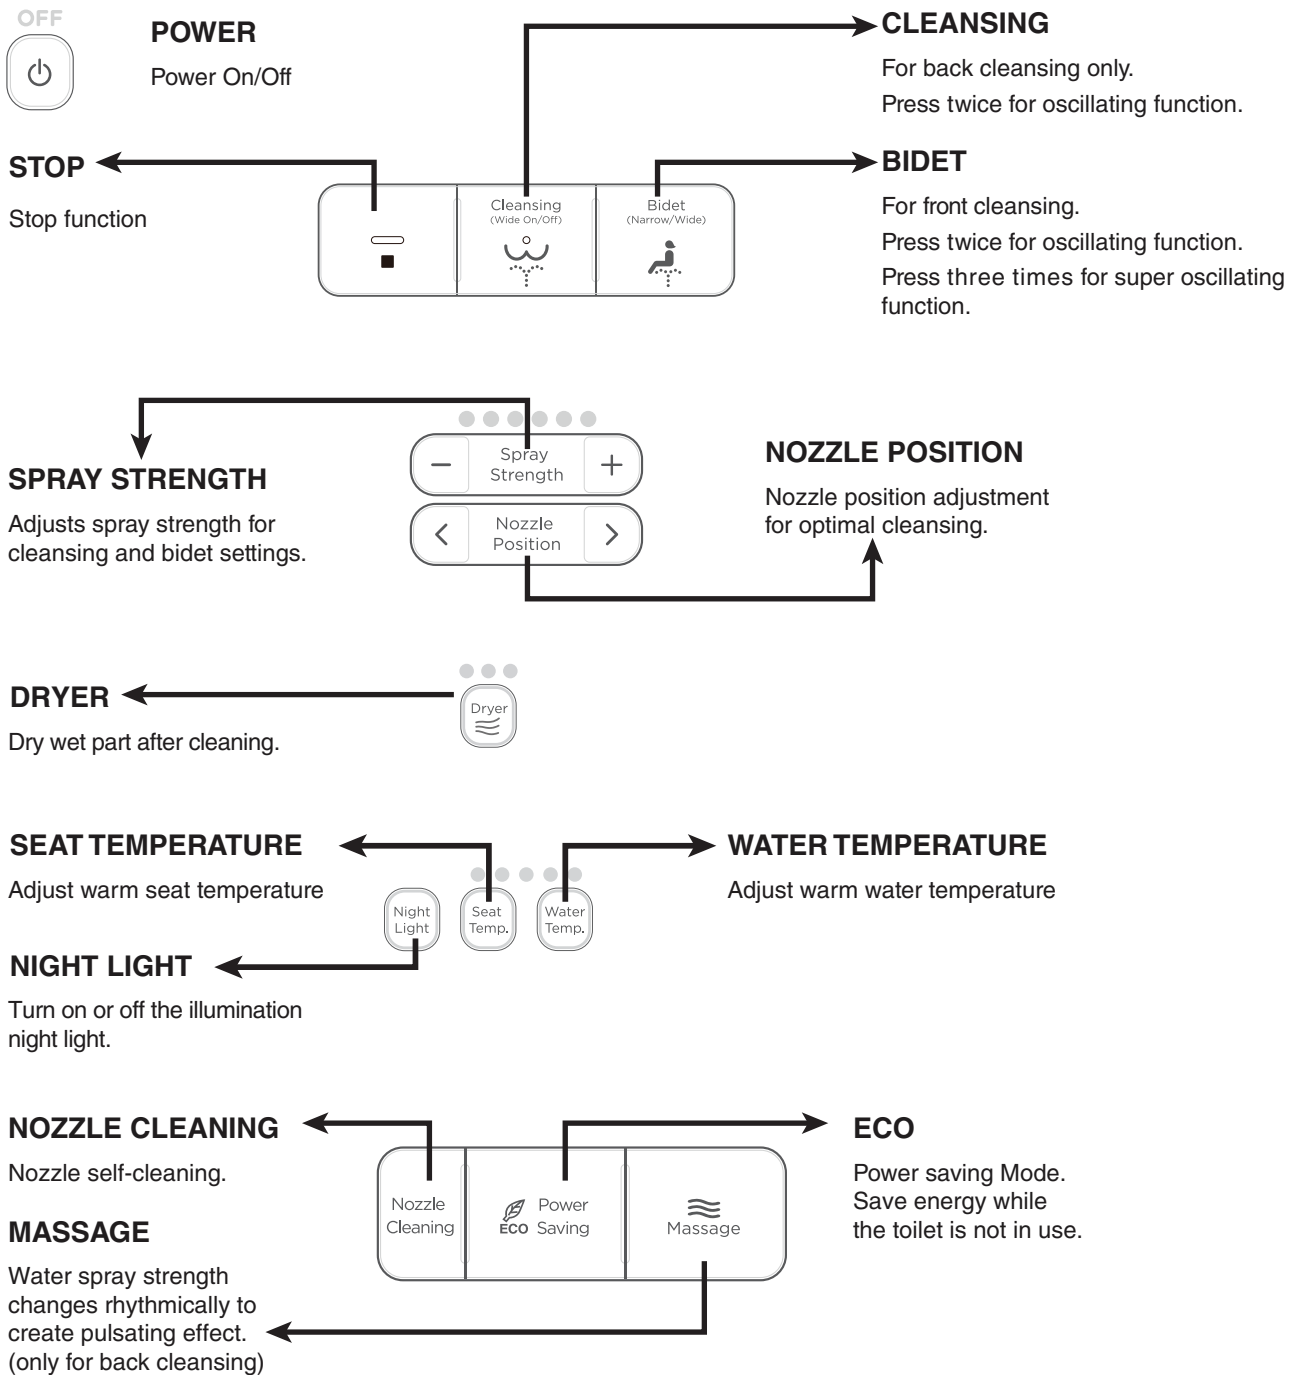 OFF
POWER
Power On/Off
CLEANSING
For back cleansing only.
Press twice for oscillating function.
STOP
Stop function
Cleansing
(Wide On/Off)
Bidet
(Narrow/Wide)
BIDET
For front cleansing.
Press twice for oscillating function.
Press three times for super oscillating
function.
SPRAY STRENGTH
Adjusts spray strength for
cleansing and bidet settings.
Spray
Strength
Nozzle
Position
NOZZLE POSITION
Nozzle position adjustment
for optimal cleansing.
DRYER
Dry wet part after cleaning.
Dryer
SEAT TEMPERATURE
Adjust warm seat temperature
Night
Light
Seat
Temp.
Water
Temp.
WATER TEMPERATURE
Adjust warm water temperature
NIGHT LIGHT
Turn on or off the illumination
night light.
NOZZLE CLEANING
Nozzle self-cleaning.
Nozzle
Cleaning
ECO
Power
Saving
Massage
ECO
Power saving Mode.
Save energy while
the toilet is not in use.
MASSAGE
Water spray strength
changes rhythmically to
create pulsating effect.
(only for back cleansing)